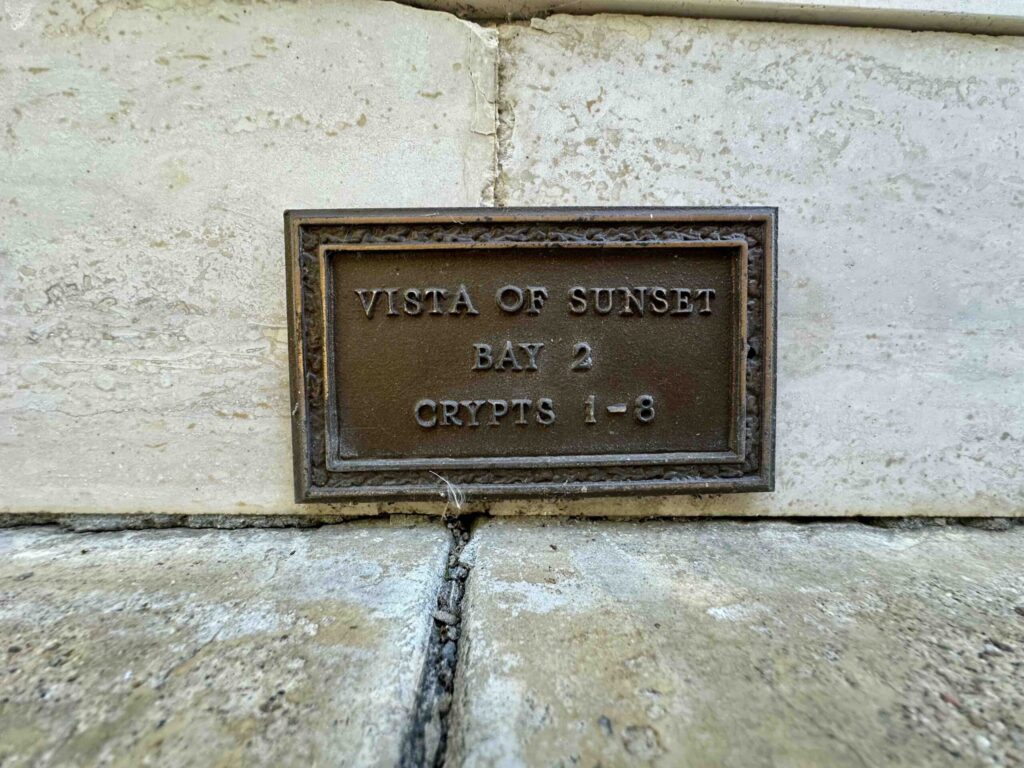 VISTA OF SUNSET
BAY 2
CRYPTS 1-8